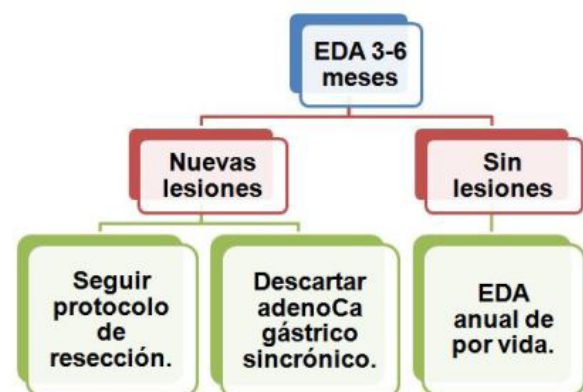 EDA 3-6
meses
Nuevas
lesiones
Sin
lesiones
Seguir
protocolo
de
resección.
Descartar
adenoCa
gástrico
sincrónico.
EDA
anual de
por vida.